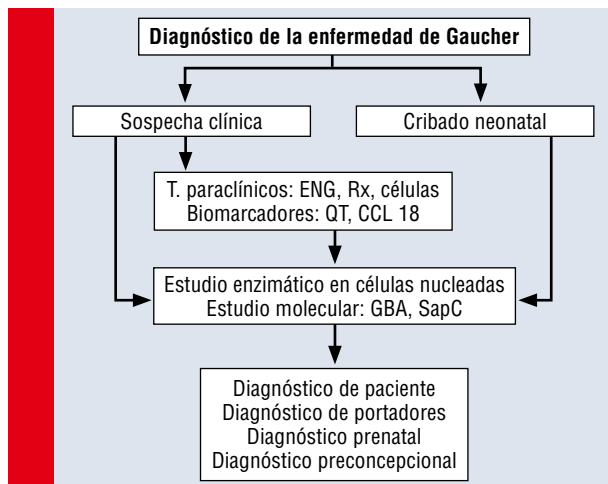 Diagnóstico de la enfermedad de Gaucher
Sospecha clínica
Cribado neonatal
T. paraclínicos: ENG, Rx, células
Biomarcadores: QT, CCL 18
Estudio enzimático en células nucleadas
Estudio molecular: GBA, SapC
Diagnóstico de paciente
Diagnóstico de portadores
Diagnóstico prenatal
Diagnóstico preconcepcional